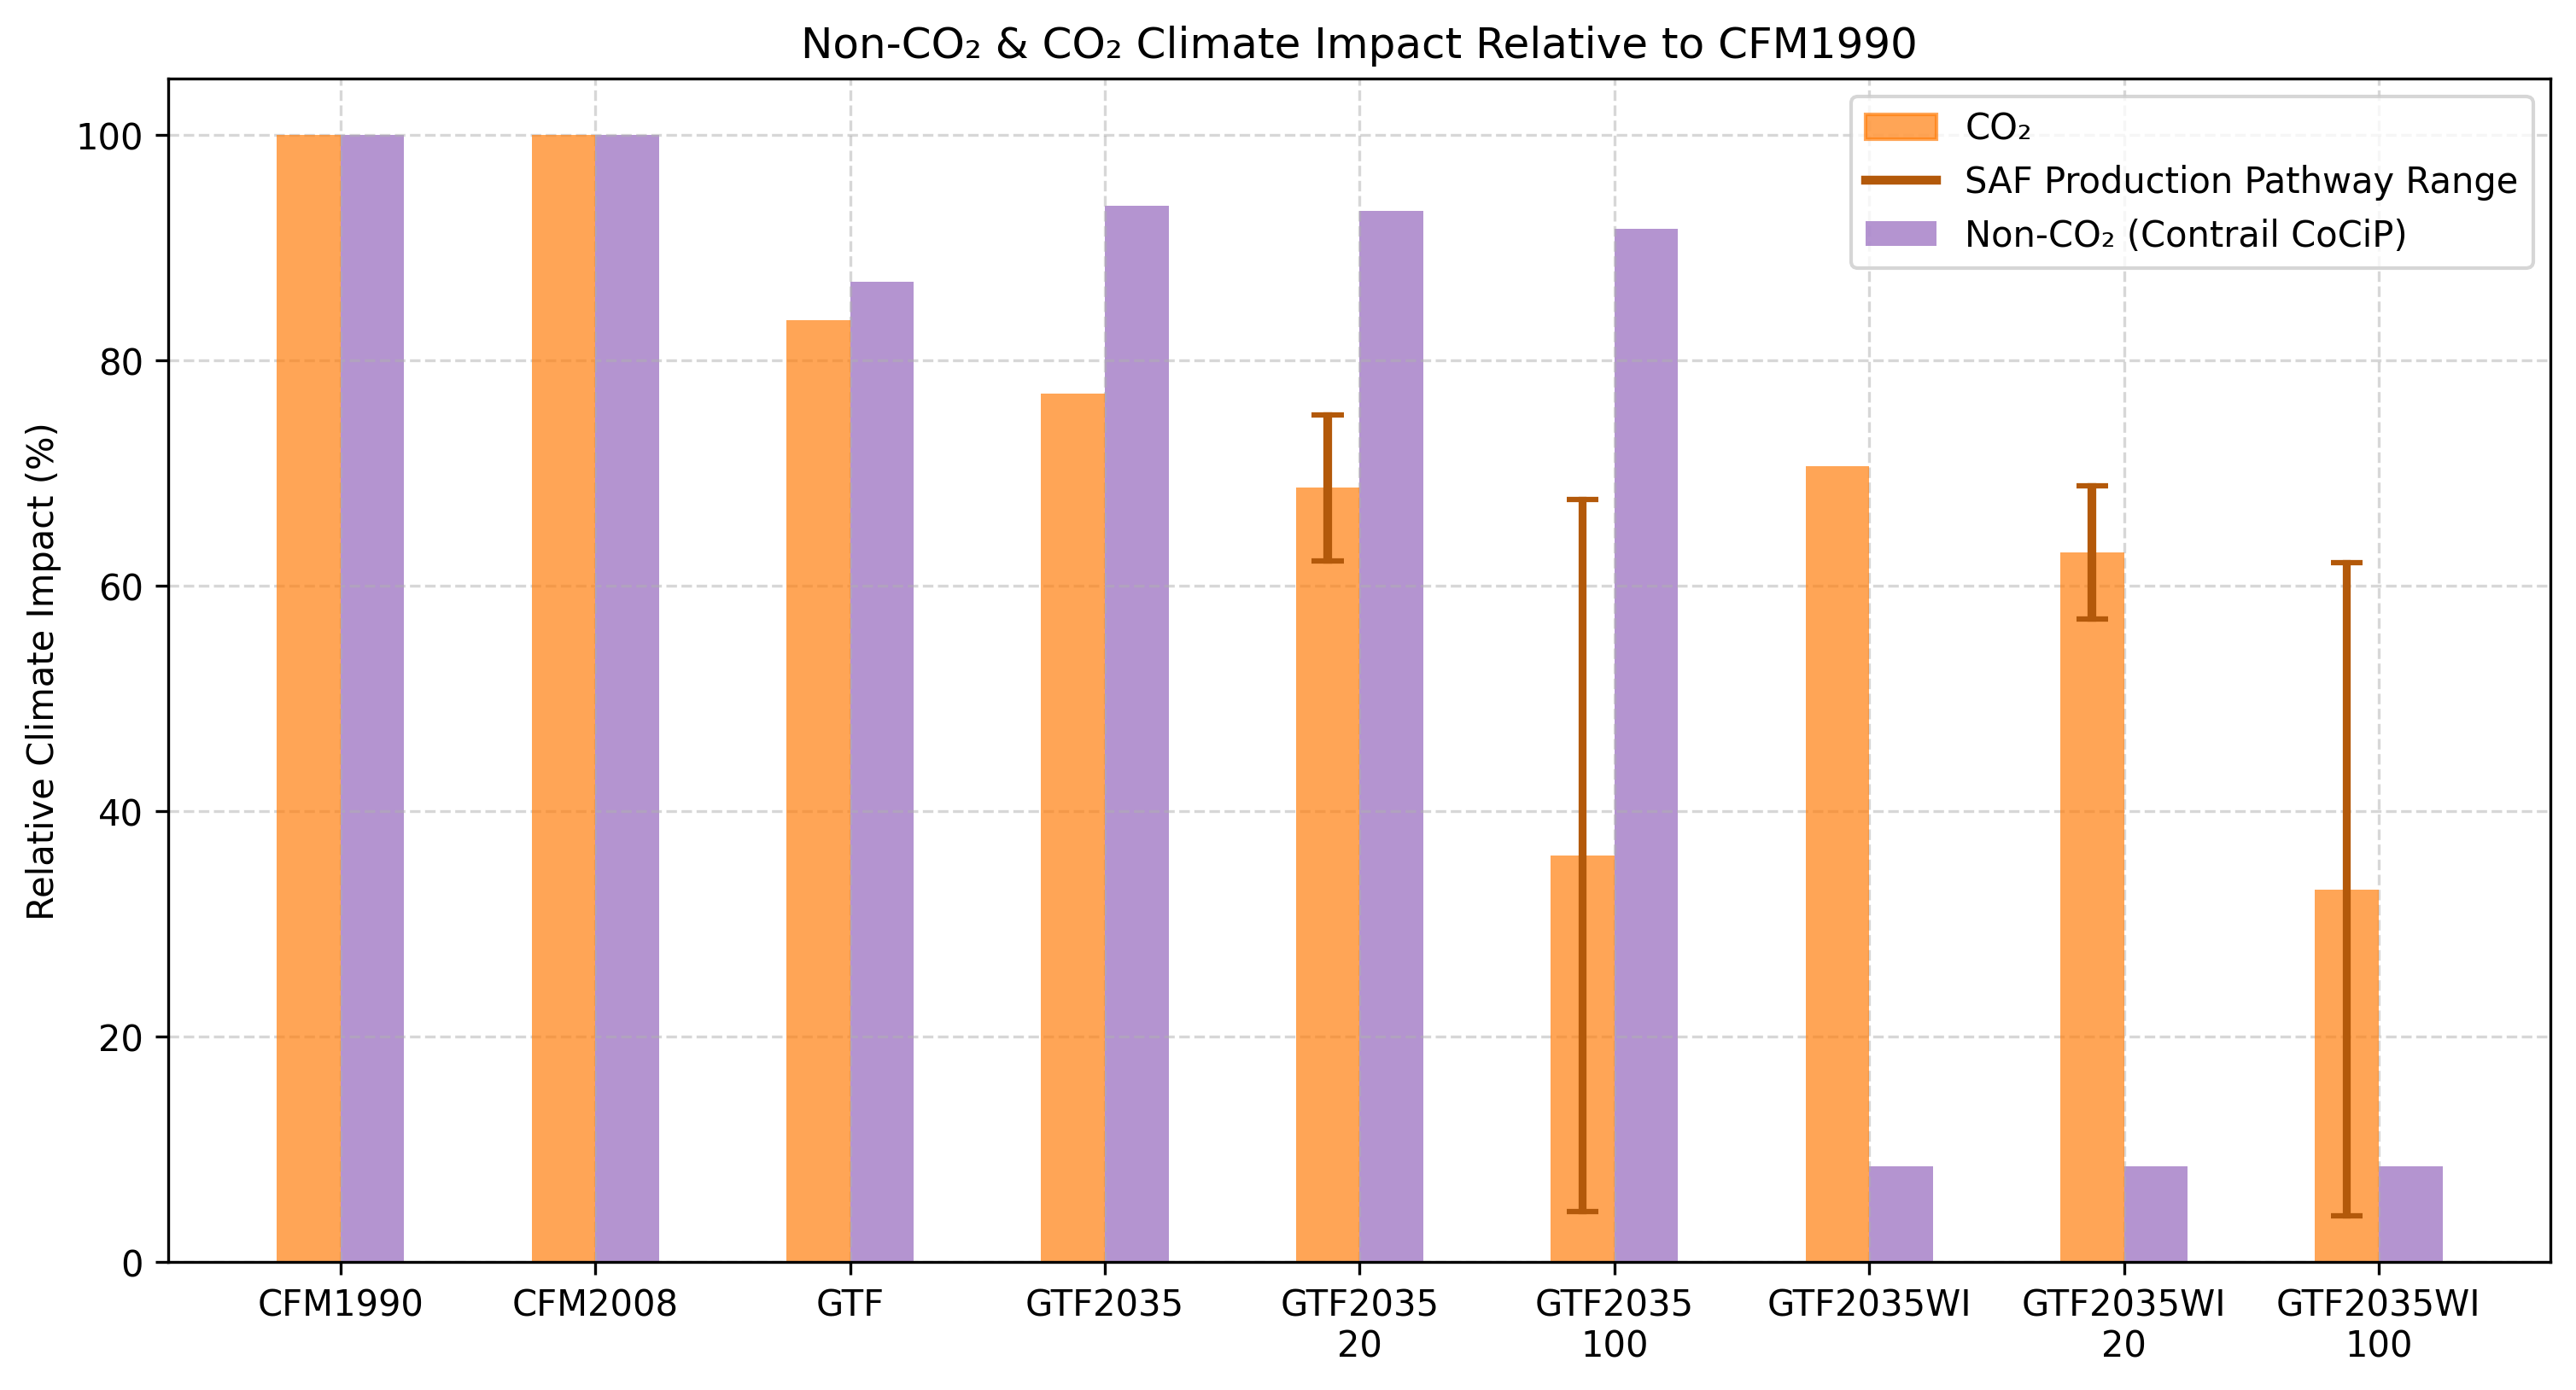 Non-CO₂ & CO₂ Climate Impact Relative to CFM1990
CO₂
SAF Production Pathway Range
Non-CO₂ (Contrail CoCiP)
Relative Climate Impact (%)
100
80
60
40
20
0
CFM1990
CFM2008
GTF
GTF2035
GTF2035
20
GTF2035
100
GTF2035WI
GTF2035WI
20
GTF2035WI
100